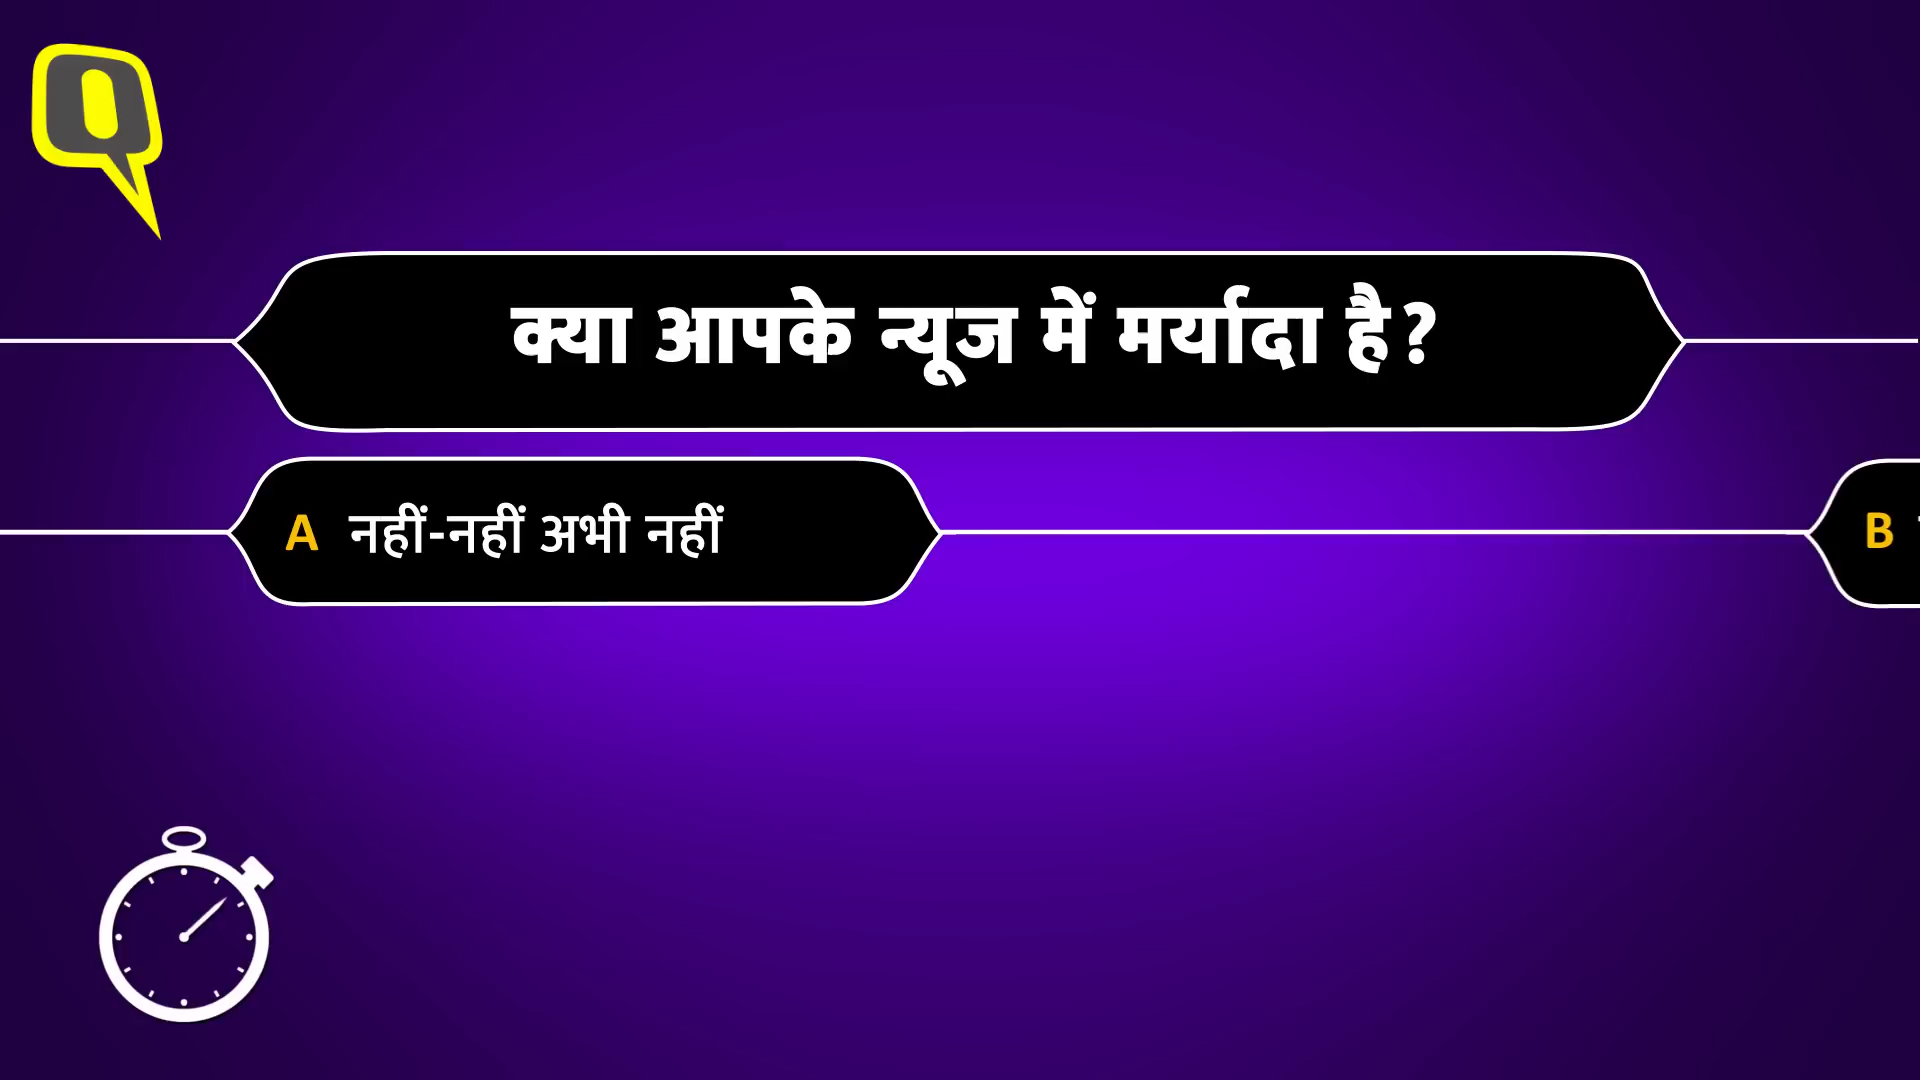 क्या आपके न्यूज में मर्यादा है?
A नहीं-नहीं अभी नहीं
B